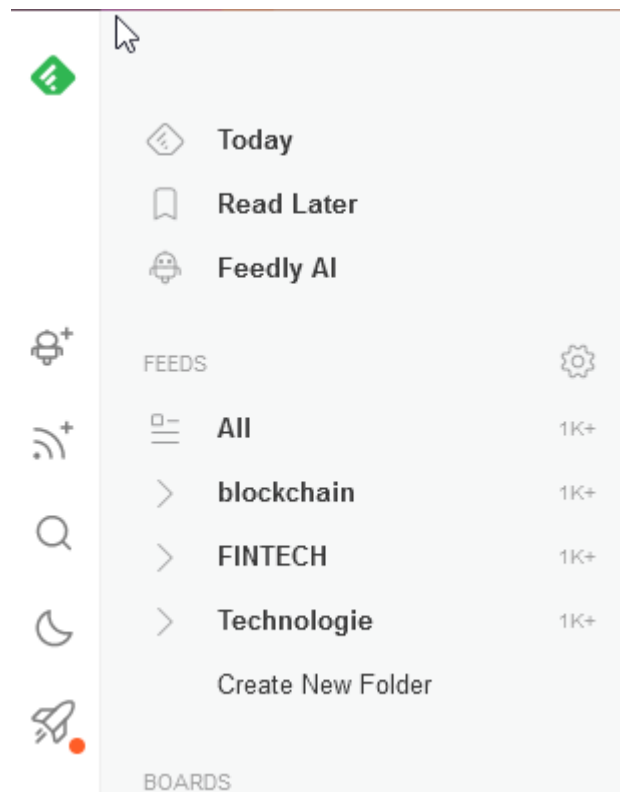 Today
Read Later
Feedly AI
FEEDS
All 1K+
blockchain 1K+
FINTECH 1K+
Technologie 1K+
Create New Folder
BOARDS